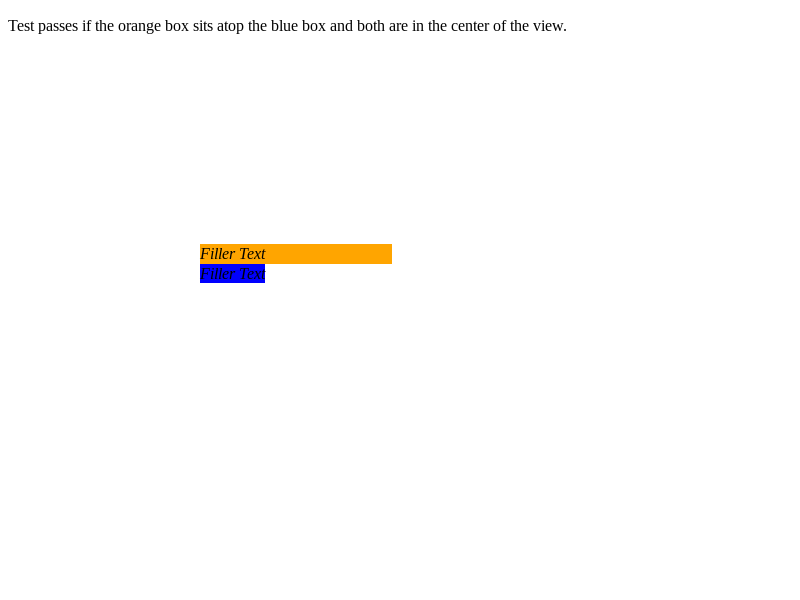 Test passes if the orange box sits atop the blue box and both are in the center of the view.
Filler Text
Filler Text